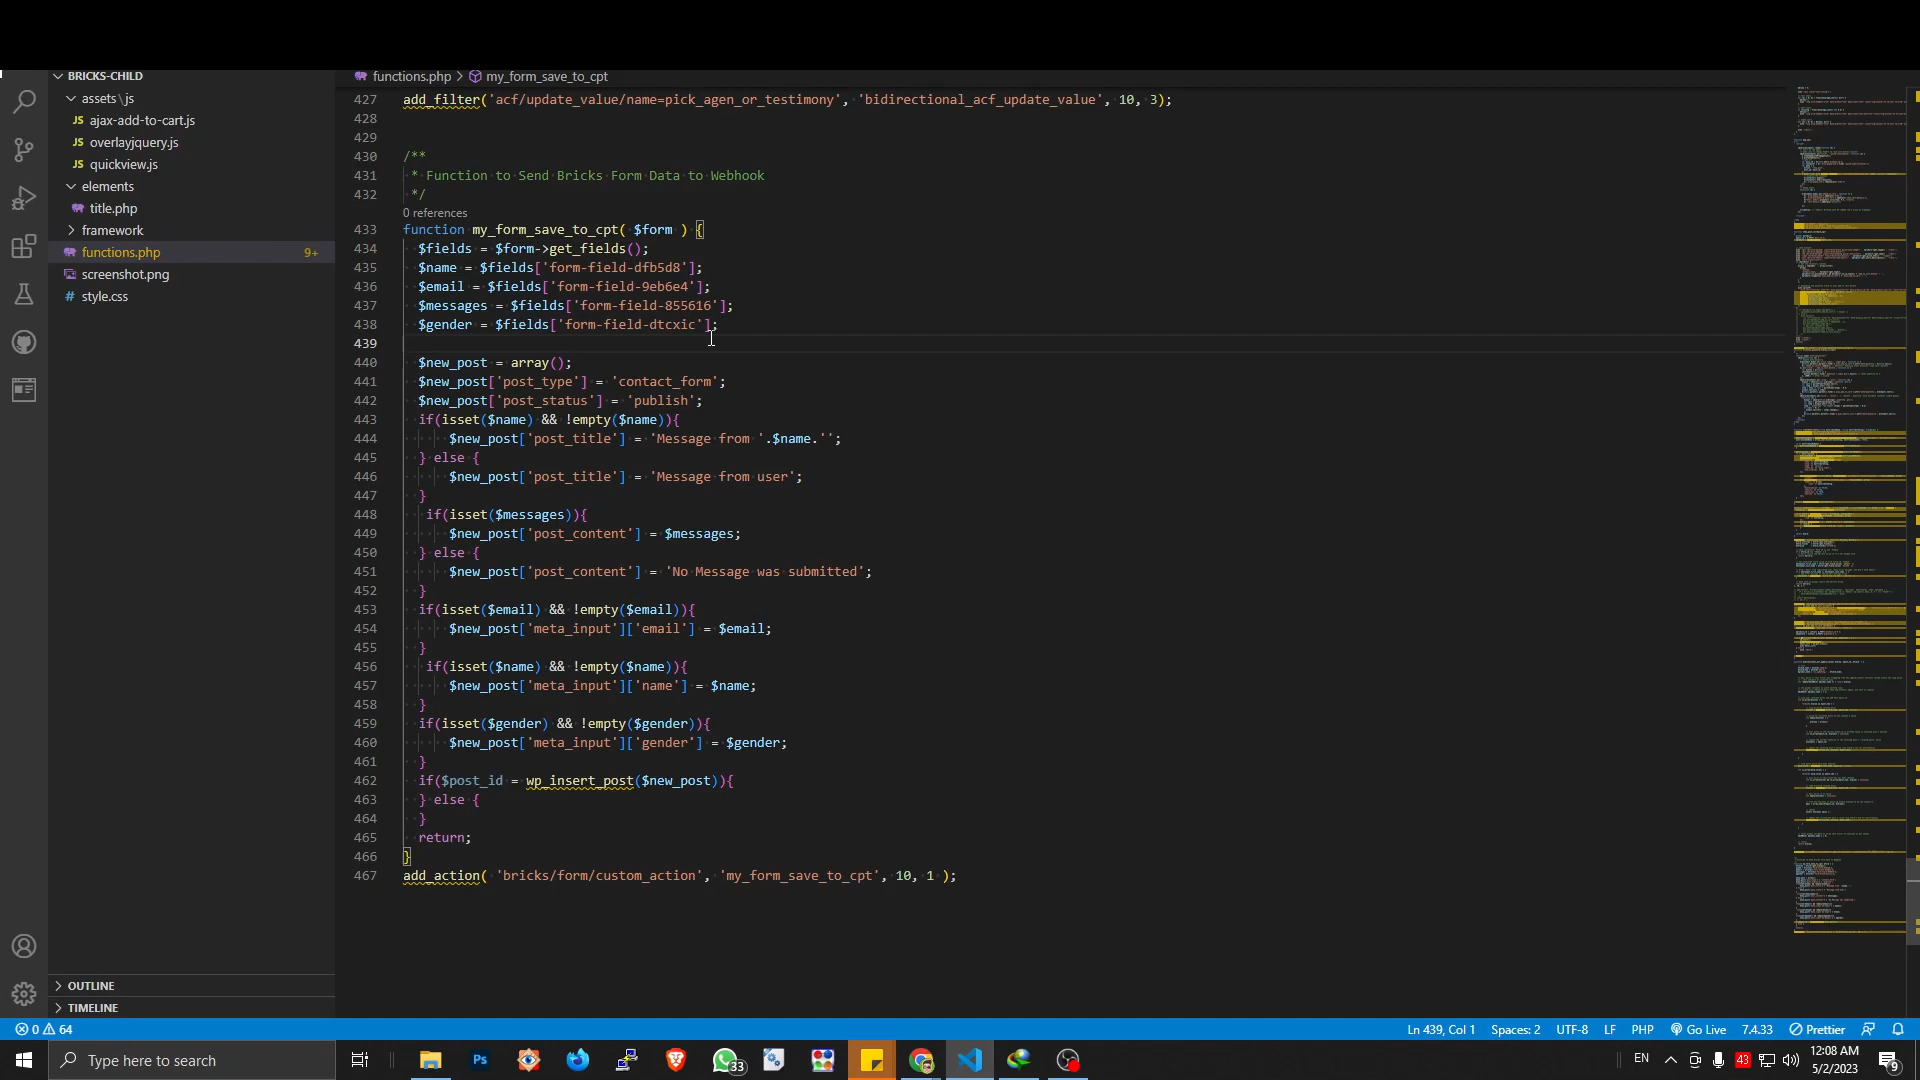 BRICKS-CHILD
assets\js
JS ajax-add-to-cart.js
JS overlayjquery.js
JS quickview.js
elements
title.php
framework
functions.php 9+
screenshot.png
# style.css
OUTLINE
TIMELINE
functions.php > my_form_save_to_cpt
427 add_filter('acf/update_value/name=pick_agen_or_testimony', 'bidirectional_acf_update_value', 10, 3);
428
429
430 /**
431 * Function to Send Bricks Form Data to Webhook
432 */
0 references
433 function my_form_save_to_cpt( $form ) {
434 $fields = $form->get_fields();
435 $name = $fields['form-field-dfb5d8'];
436 $email = $fields['form-field-9eb6e4'];
437 $messages = $fields['form-field-855616'];
438 $gender = $fields['form-field-dtcxic'];
439
440 $new_post = array();
441 $new_post['post_type'] = 'contact_form';
442 $new_post['post_status'] = 'publish';
443 if(isset($name) && !empty($name)){
444 $new_post['post_title'] = 'Message from '.$name.'';
445 } else {
446 $new_post['post_title'] = 'Message from user';
447 }
448 if(isset($messages)){
449 $new_post['post_content'] = $messages;
450 } else {
451 $new_post['post_content'] = 'No Message was submitted';
452 }
453 if(isset($email) && !empty($email)){
454 $new_post['meta_input']['email'] = $email;
455 }
456 if(isset($name) && !empty($name)){
457 $new_post['meta_input']['name'] = $name;
458 }
459 if(isset($gender) && !empty($gender)){
460 $new_post['meta_input']['gender'] = $gender;
461 }
462 if($post_id = wp_insert_post($new_post)){
463 } else {
464 }
465 return;
466 }
467 add_action( 'bricks/form/custom_action', 'my_form_save_to_cpt', 10, 1 );
0 64
Ln 439, Col 1 Spaces: 2 UTF-8 LF PHP Go Live 7.4.33 Prettier
Type here to search
Ps
33
EN
43
12:08 AM
5/2/2023
9